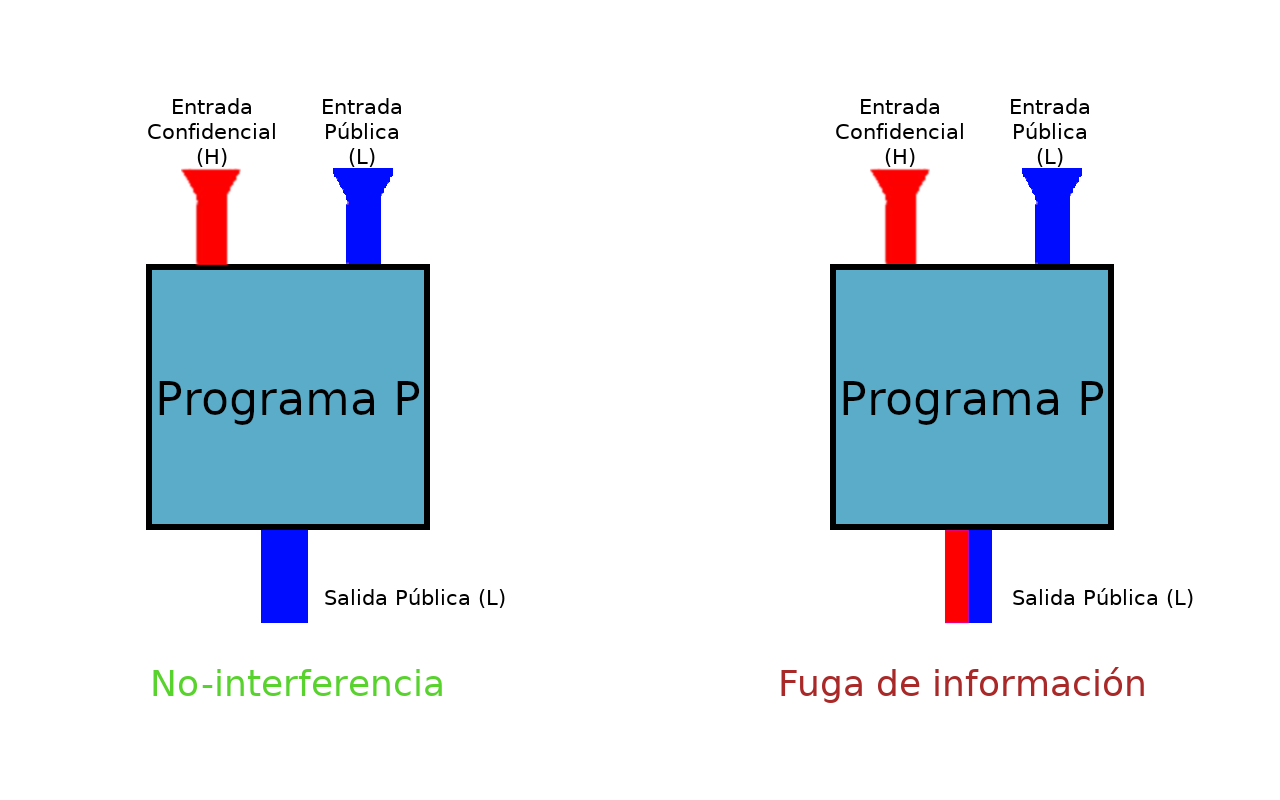 Entrada
Confidencial
(H)
Entrada
Pública
(L)
Programa P
Salida Pública (L)
No-interferencia
Entrada
Confidencial
(H)
Entrada
Pública
(L)
Programa P
Salida Pública (L)
Fuga de información